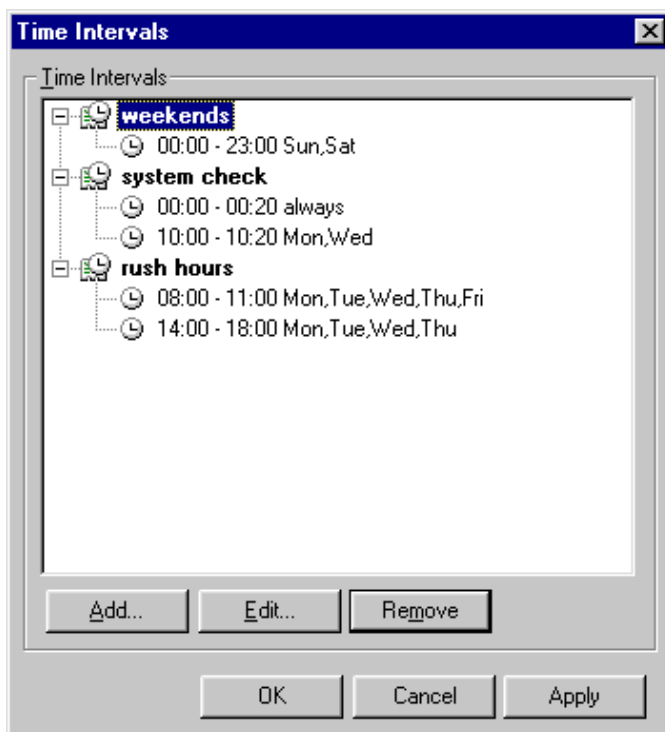 Time Intervals
Time Intervals
weekends
00:00 - 23:00 Sun,Sat
system check
00:00 - 00:20 always
10:00 - 10:20 Mon,Wed
rush hours
08:00 - 11:00 Mon,Tue,Wed,Thu,Fri
14:00 - 18:00 Mon,Tue,Wed,Thu
Add... Edit... Remove
OK Cancel Apply